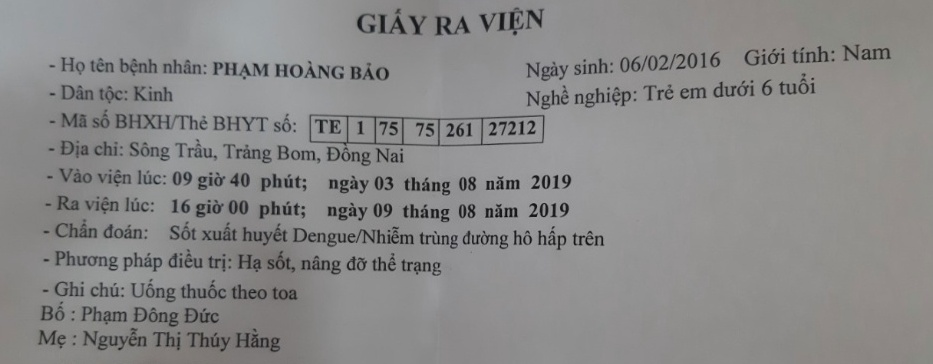 GIẤY RA VIỆN
- Họ tên bệnh nhân: PHẠM HOÀNG BẢO Ngày sinh: 06/02/2016 Giới tính: Nam
- Dân tộc: Kinh Nghề nghiệp: Trẻ em dưới 6 tuổi
- Mã số BHXH/Thẻ BHYT số: TE 1 75 75 261 27212
- Địa chỉ: Sông Trầu, Trảng Bom, Đồng Nai
- Vào viện lúc: 09 giờ 40 phút; ngày 03 tháng 08 năm 2019
- Ra viện lúc: 16 giờ 00 phút; ngày 09 tháng 08 năm 2019
- Chẩn đoán: Sốt xuất huyết Dengue/Nhiễm trùng đường hô hấp trên
- Phương pháp điều trị: Hạ sốt, nâng đỡ thể trạng
- Ghi chú: Uống thuốc theo toa
Bố : Phạm Đông Đức
Mẹ : Nguyễn Thị Thúy Hằng